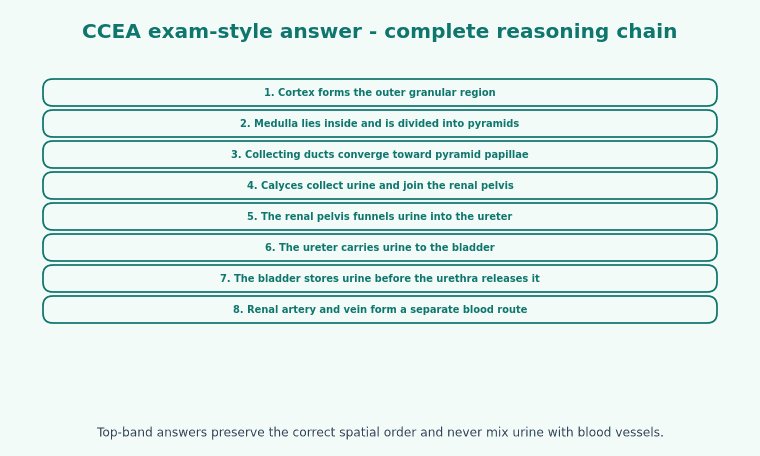 CCEA exam-style answer - complete reasoning chain
1. Cortex forms the outer granular region
2. Medulla lies inside and is divided into pyramids
3. Collecting ducts converge toward pyramid papillae
4. Calyces collect urine and join the renal pelvis
5. The renal pelvis funnels urine into the ureter
6. The ureter carries urine to the bladder
7. The bladder stores urine before the urethra releases it
8. Renal artery and vein form a separate blood route
Top-band answers preserve the correct spatial order and never mix urine with blood vessels.